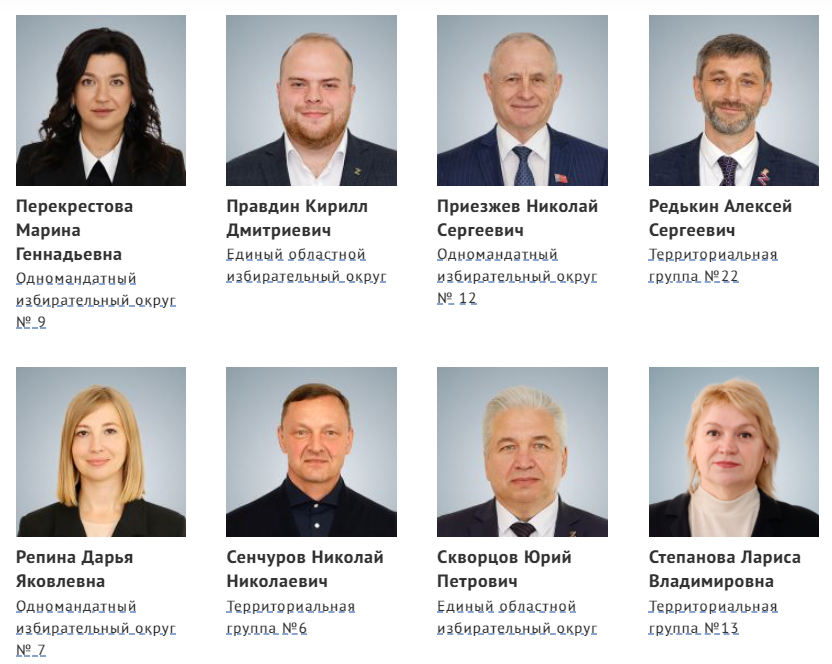 Перекрестова
Марина
Геннадьевна
Одномандатный
избирательный округ
№ 9
Правдин Кирилл
Дмитриевич
Единый областной
избирательный округ
Приезжев Николай
Сергеевич
Одномандатный
избирательный округ
№ 12
Редькин Алексей
Сергеевич
Территориальная
группа №22
Репина Дарья
Яковлевна
Одномандатный
избирательный округ
№ 7
Сенчуров Николай
Николаевич
Территориальная
группа №6
Скворцов Юрий
Петрович
Единый областной
избирательный округ
Степанова Лариса
Владимировна
Территориальная
группа №13